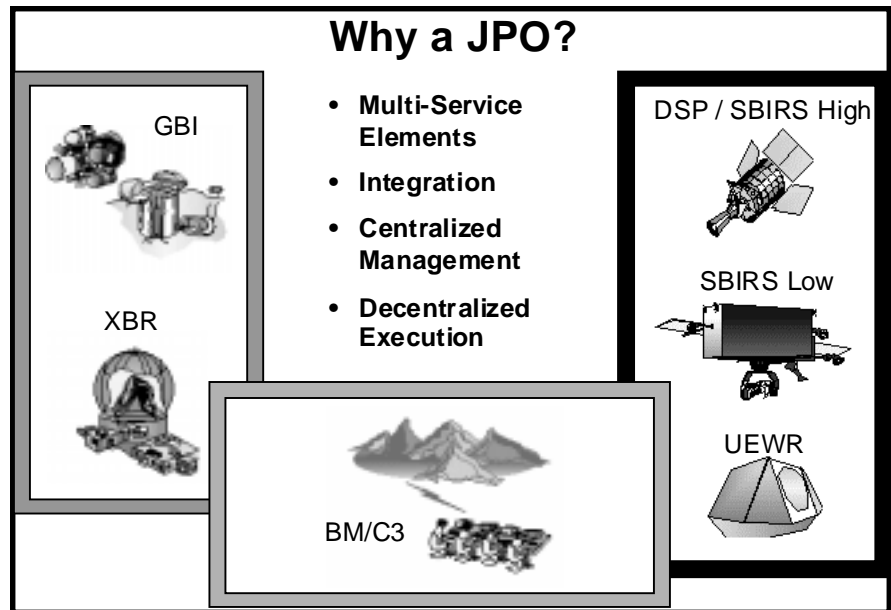 Why a JPO?
GBI
XBR
• Multi-Service
Elements
• Integration
• Centralized
Management
• Decentralized
Execution
DSP / SBIRS High
SBIRS Low
UEWR
BM/C3